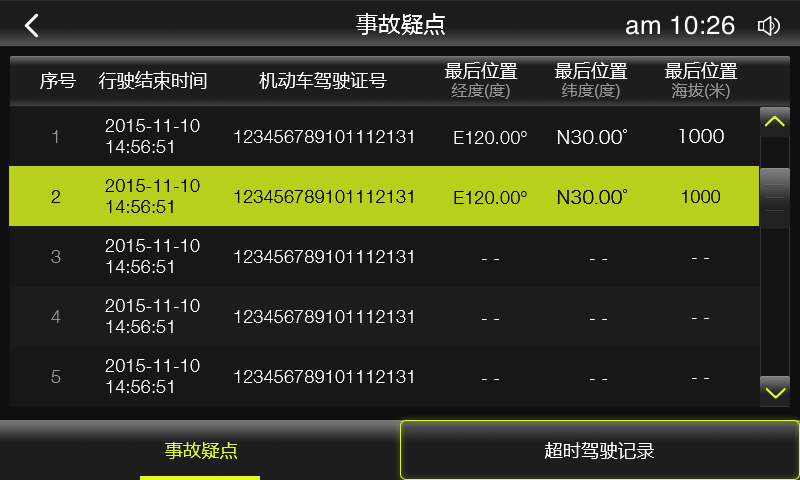 事故疑点
am 10:26
序号 行驶结束时间 机动车驾驶证号 最后位置 最后位置 最后位置
经度(度) 纬度(度) 海拔(米)
1 2015-11-10 14:56:51 123456789101112131 E120.00° N30.00° 1000
2 2015-11-10 14:56:51 123456789101112131 E120.00° N30.00° 1000
3 2015-11-10 14:56:51 123456789101112131 - - - - - -
4 2015-11-10 14:56:51 123456789101112131 - - - - - -
5 2015-11-10 14:56:51 123456789101112131 - - - - - -
事故疑点 超时驾驶记录